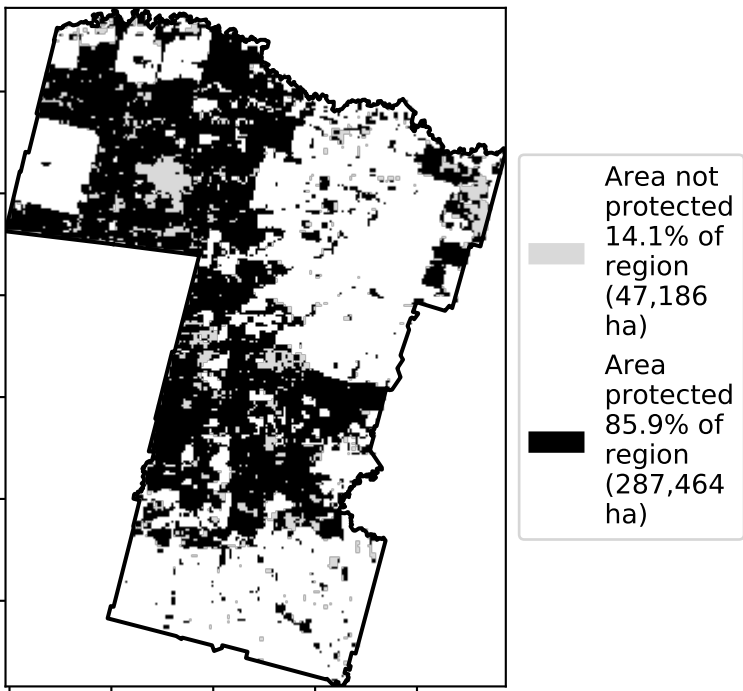 Area not
protected
14.1% of
region
(47,186
ha)
Area
protected
85.9% of
region
(287,464
ha)